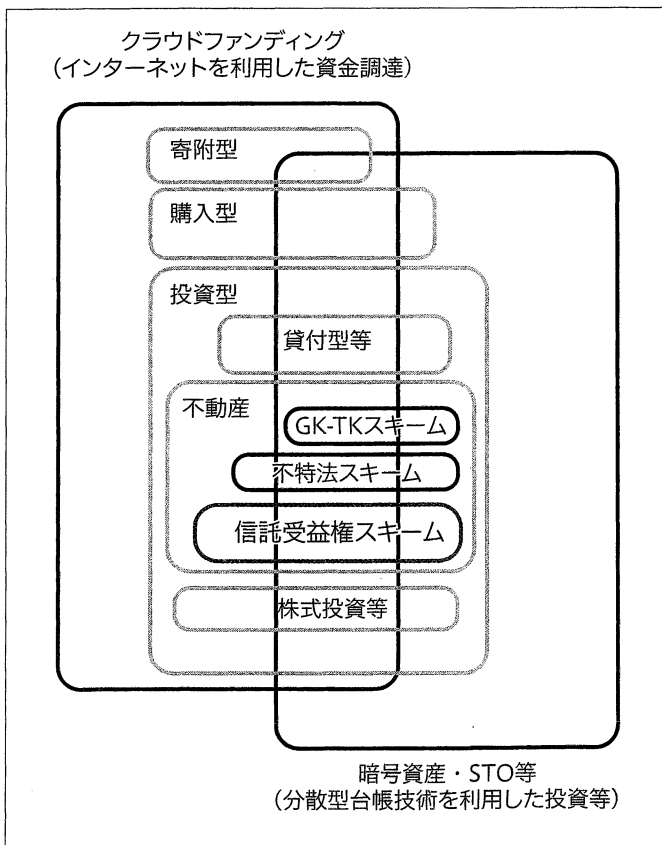 クラウドファンディング
(インターネットを利用した資金調達)
寄附型
購入型
投資型
貸付型等
不動産
GK-TKスキーム
不特法スキーム
信託受益権スキーム
株式投資等
暗号資産・STO等
(分散型台帳技術を利用した投資等)